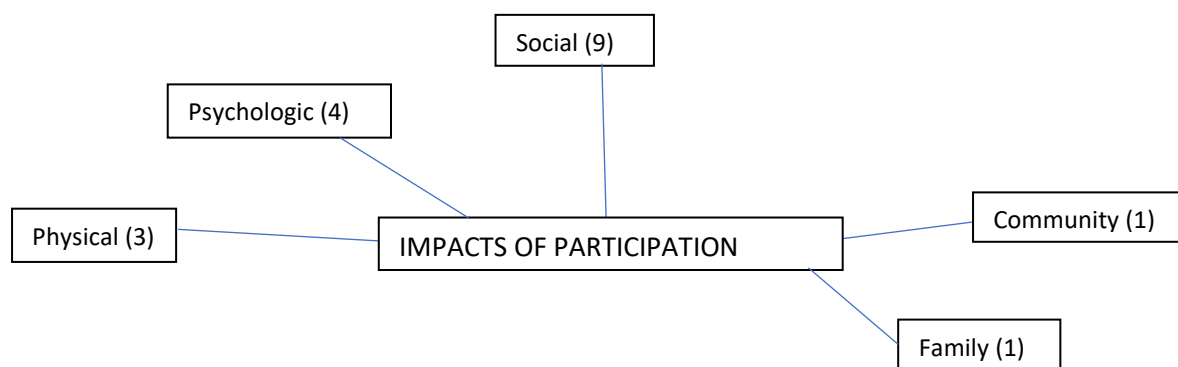 Social (9)
Psychologic (4)
Physical (3)
IMPACTS OF PARTICIPATION
Community (1)
Family (1)